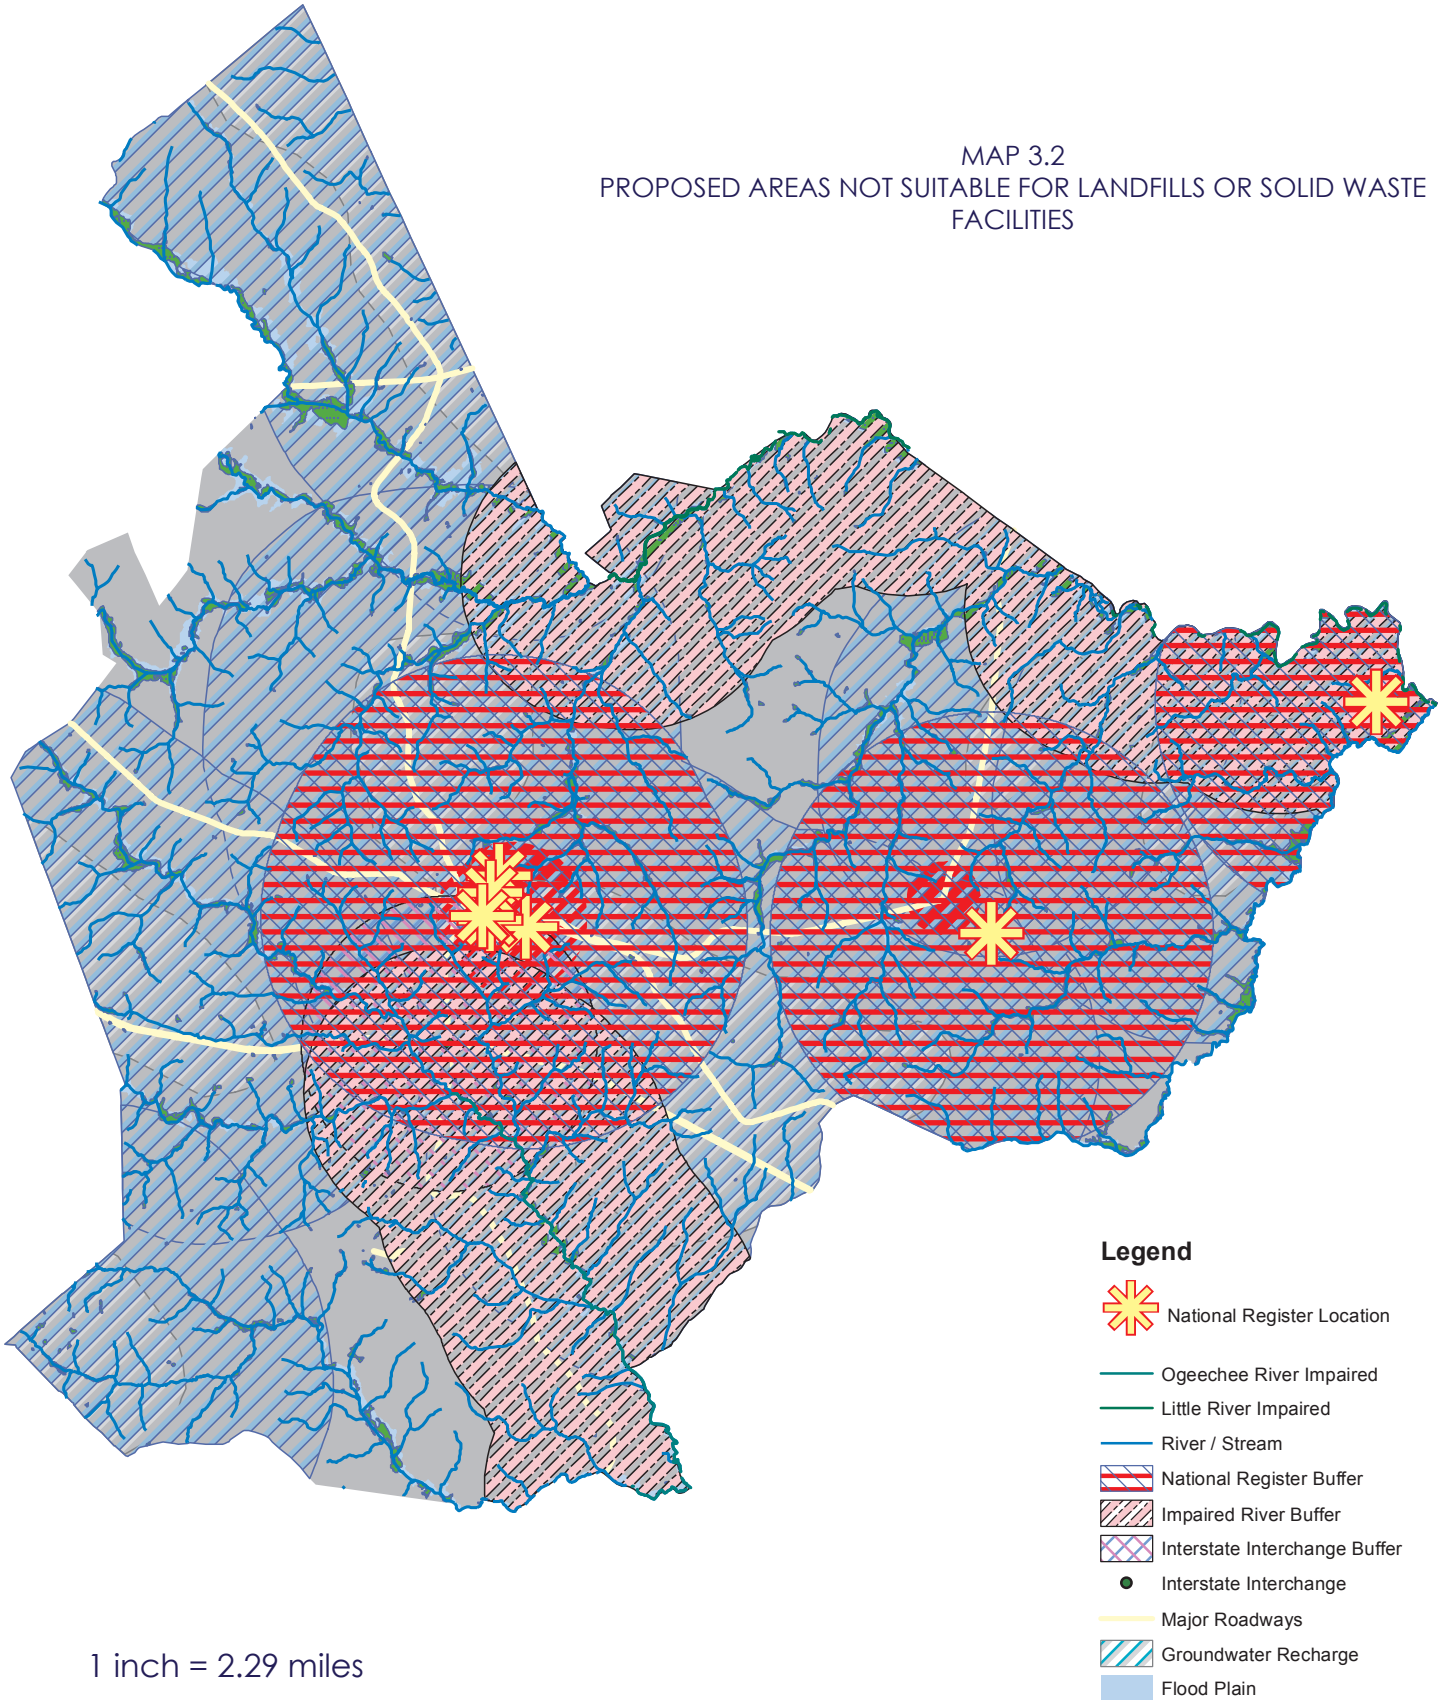 MAP 3.2
PROPOSED AREAS NOT SUITABLE FOR LANDFILLS OR SOLID WASTE
FACILITIES
Legend
National Register Location
Ogeechee River Impaired
Little River Impaired
River / Stream
National Register Buffer
Impaired River Buffer
Interstate Interchange Buffer
Interstate Interchange
Major Roadways
Groundwater Recharge
Flood Plain
1 inch = 2.29 miles